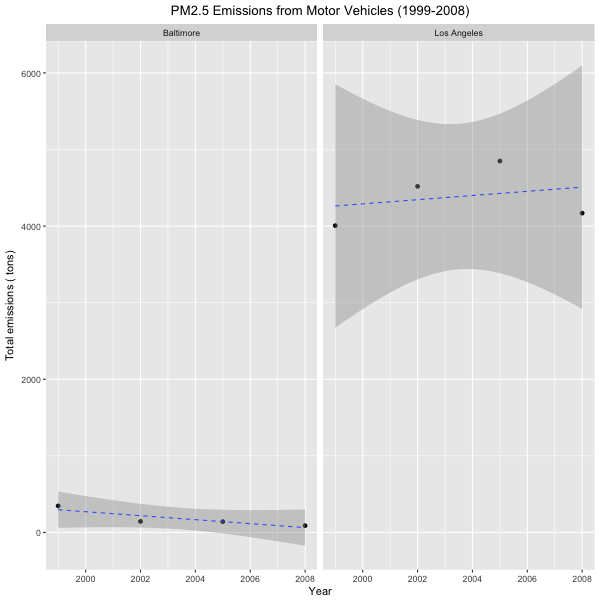 PM2.5 Emissions from Motor Vehicles (1999-2008)
Baltimore Los Angeles
6000
4000
2000
0
Total emissions ( tons)
2000 2002 2004 2006 2008 2000 2002 2004 2006 2008
Year